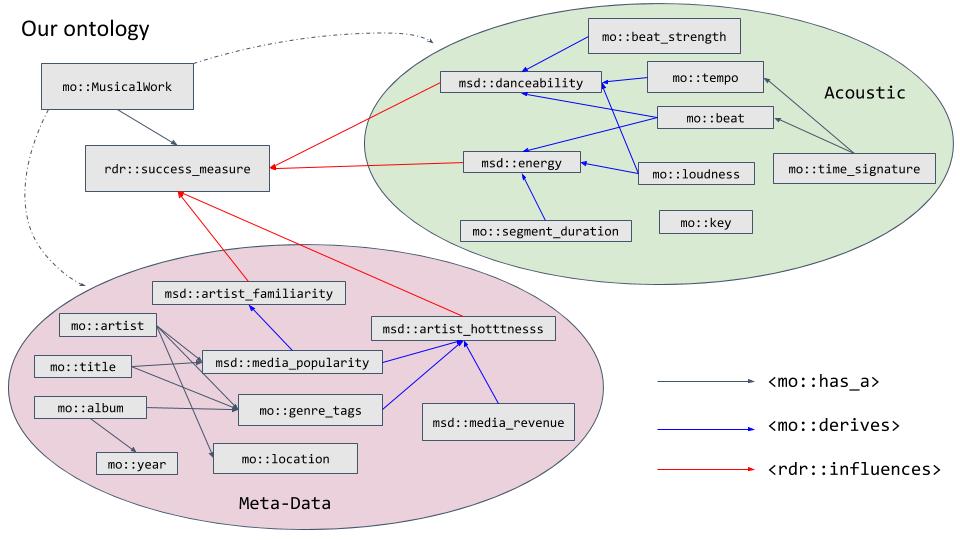 Our ontology
mo::beat_strength
mo::MusicalWork
msd::danceability
mo::tempo
Acoustic
mo::beat
rdr::success_measure
msd::energy
mo::loudness
mo::time_signature
mo::key
mo::segment_duration
msd::artist_familiarity
mo::artist
msd::artist_hotttnesss
mo::title
msd::media_popularity
mo::album
mo::genre_tags
msd::media_revenue
mo::year
mo::location
Meta-Data
<mo::has_a>
<mo::derives>
<rdr::influences>